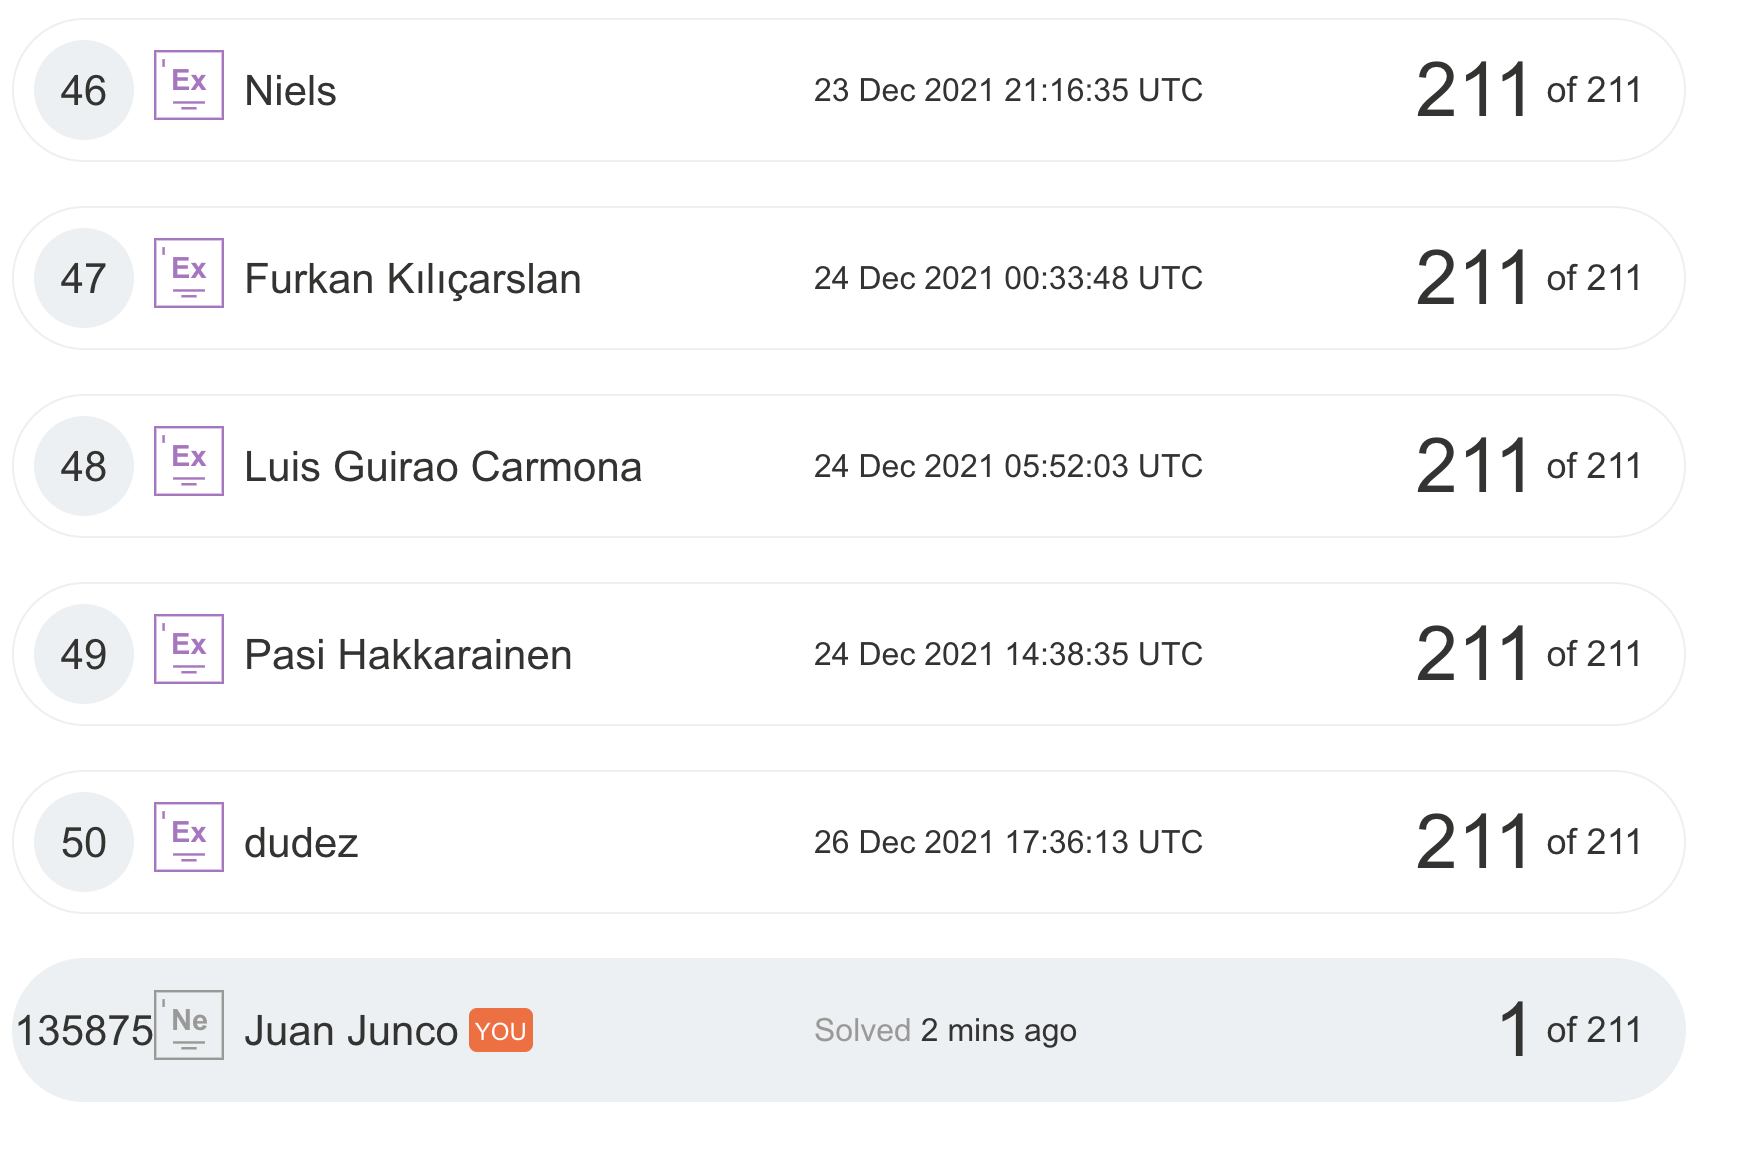 46 Ex Niels 23 Dec 2021 21:16:35 UTC 211 of 211
47 Ex Furkan Kılıçarslan 24 Dec 2021 00:33:48 UTC 211 of 211
48 Ex Luis Guirao Carmona 24 Dec 2021 05:52:03 UTC 211 of 211
49 Ex Pasi Hakkarainen 24 Dec 2021 14:38:35 UTC 211 of 211
50 Ex dudez 26 Dec 2021 17:36:13 UTC 211 of 211
135875 Ne Juan Junco YOU Solved 2 mins ago 1 of 211